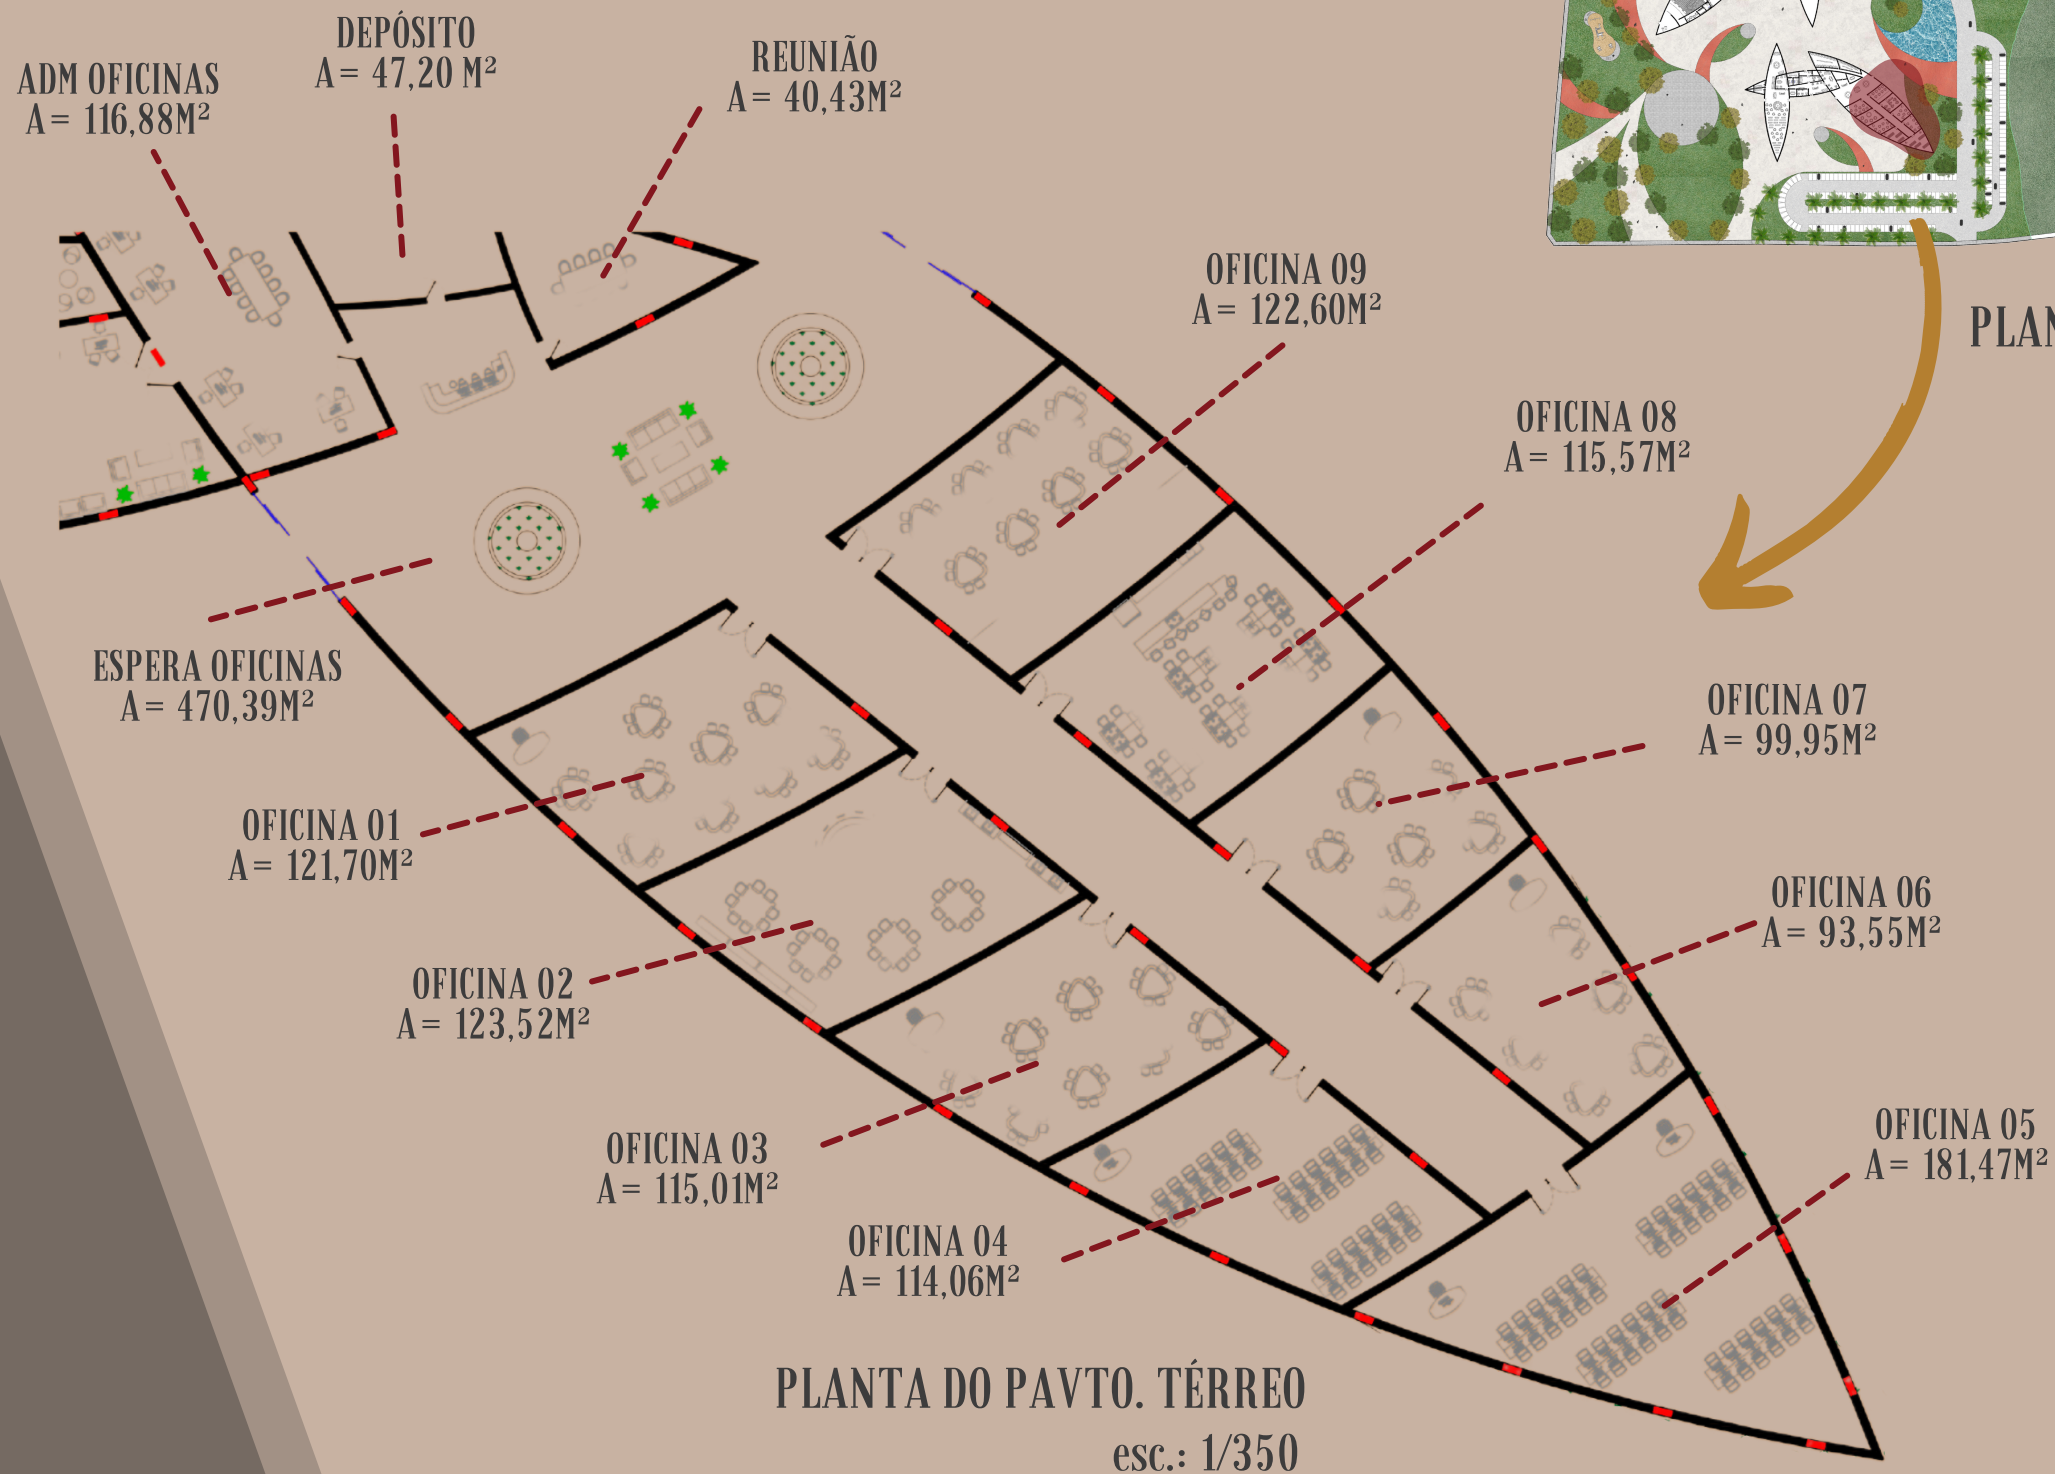 DEPÓSITO
A= 47,20 M²
REUNIÃO
A= 40,43M²
ADM OFICINAS
A= 116,88M²
OFICINA 09
A= 122,60M²
PLAN
OFICINA 08
A= 115,57M²
ESPERA OFICINAS
A= 470,39M²
OFICINA 07
A= 99,95M²
OFICINA 01
A= 121,70M²
OFICINA 06
A= 93,55M²
OFICINA 02
A= 123,52M²
OFICINA 05
A= 181,47M²
OFICINA 03
A= 115,01M²
OFICINA 04
A= 114,06M²
PLANTA DO PAVTO. TÉRREO
esc.: 1/350